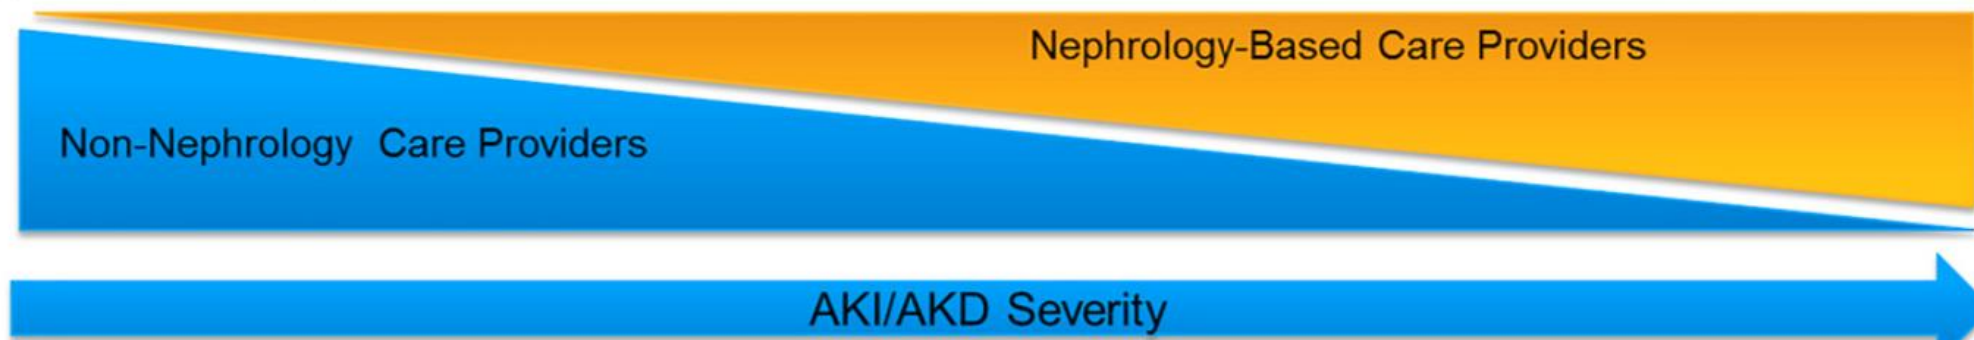 Nephrology-Based Care Providers
Non-Nephrology Care Providers
AKI/AKD Severity